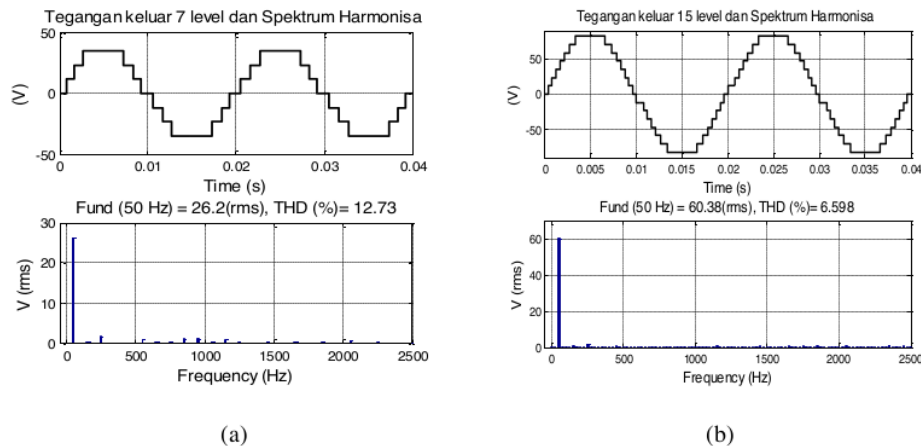 Tegangan keluar 7 level dan Spektrum Harmonisa
50
0
-50
(V)
0 0.01 0.02 0.03 0.04
Time (s)
Fund (50 Hz) = 26.2(rms), THD (%)= 12.73
30
20
10
0
V (rms)
0 500 1000 1500 2000 2500
Frequency (Hz)
(a)
Tegangan keluar 15 level dan Spektrum Harmonisa
50
0
-50
(V)
0 0.005 0.01 0.015 0.02 0.025 0.03 0.035 0.04
Time (s)
Fund (50 Hz) = 60.38(rms), THD (%)= 6.598
60
40
20
0
V (rms)
0 500 1000 1500 2000 2500
Frequency (Hz)
(b)